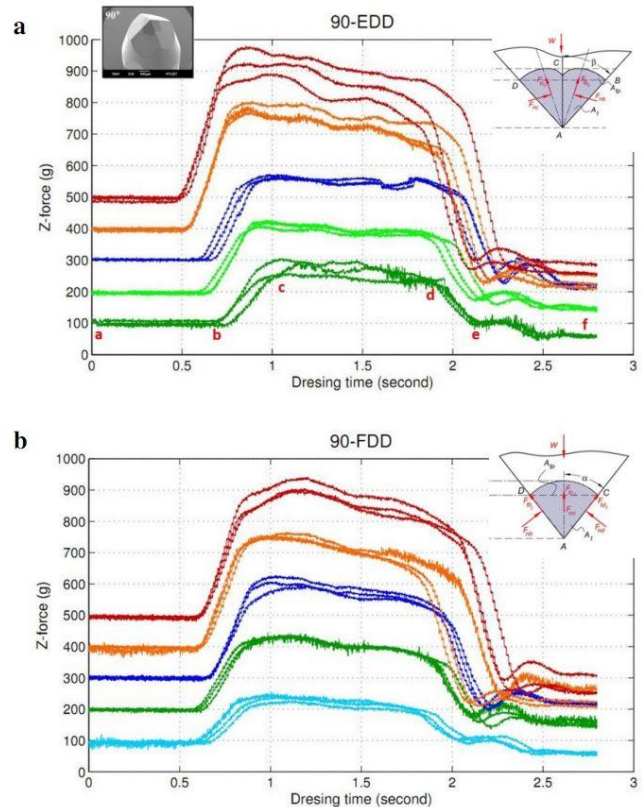 a
90-EDD
90°
W
C
β
D
B
A
1000
900
800
700
600
500
400
300
200
100
0
Z-force (g)
a
b
c
d
e
f
0
0.5
1
1.5
2
2.5
3
Dresing time (second)
b
90-FDD
W
α
D
C
A
1000
900
800
700
600
500
400
300
200
100
0
Z-force (g)
0
0.5
1
1.5
2
2.5
3
Dressing time (second)